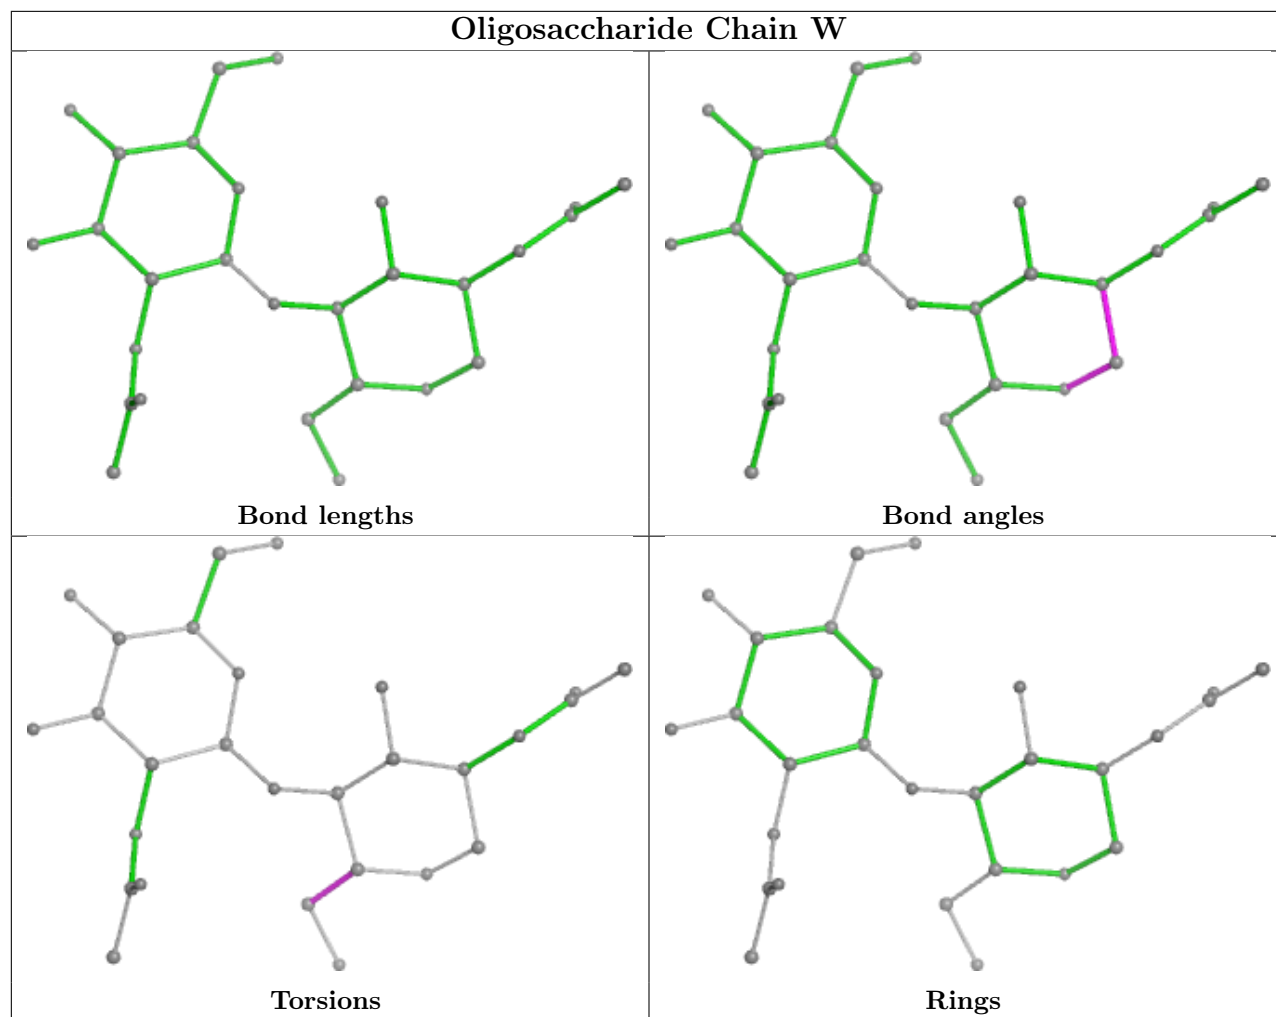 Oligosaccharide Chain W
Bond lengths
Bond angles
Torsions
Rings